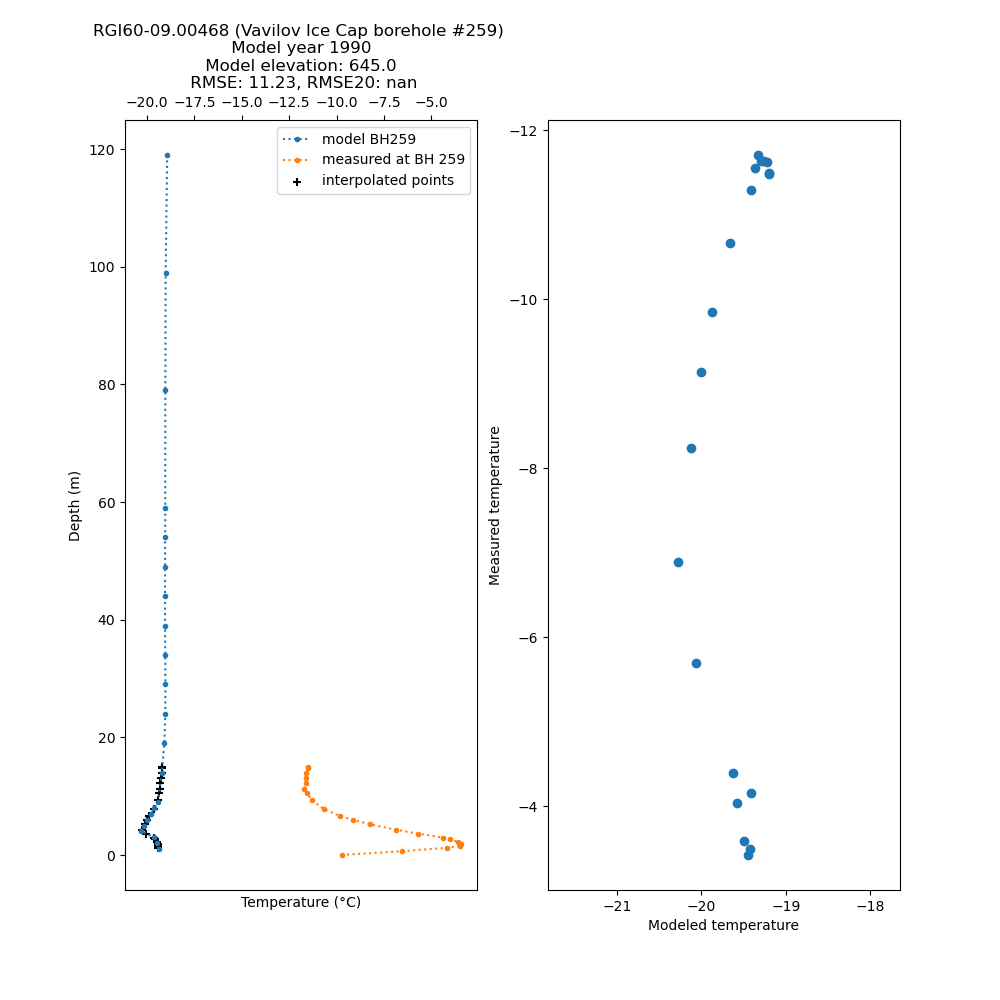 RGI60-09.00468 (Vavilov Ice Cap borehole #259)
Model year 1990
Model elevation: 645.0
RMSE: 11.23, RMSE20: nan
−20.0 −17.5 −15.0 −12.5 −10.0 −7.5 −5.0
model BH259
measured at BH 259
interpolated points
120
100
80
60
40
20
0
Depth (m)
Temperature (°C)
−12
−10
−8
−6
−4
Measured temperature
−21 −20 −19 −18
Modeled temperature